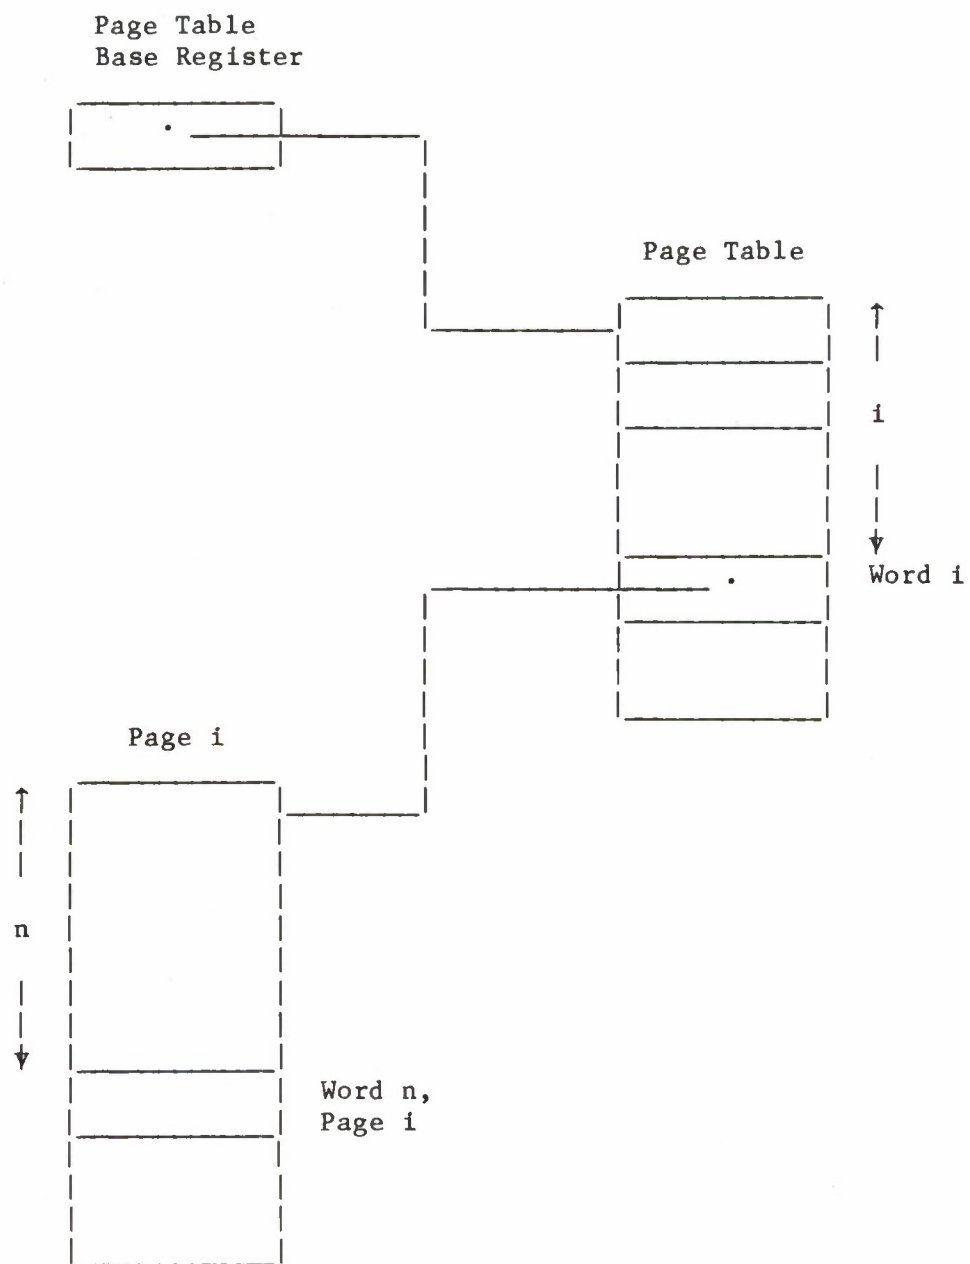 Page Table
Base Register
Page Table
i
Word i
Page i
n
Word n,
Page i